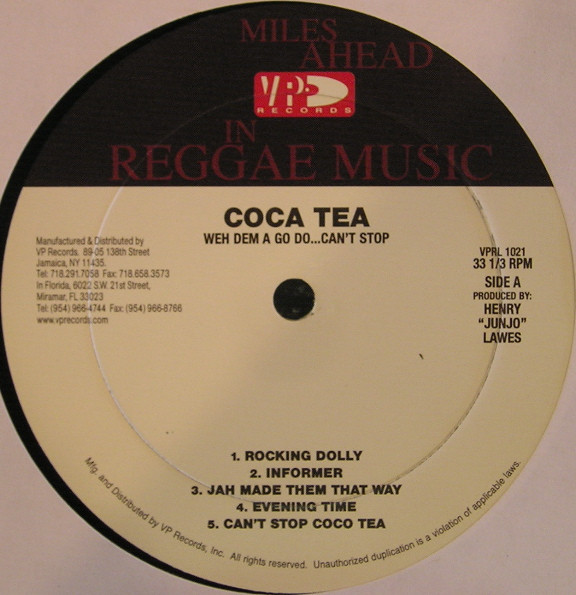 MILES
AHEAD
VP
RECORDS
IN
REGGAE MUSIC
COCA TEA
WEH DEM A GO DO...CAN'T STOP
Manufactured & Distributed by
VP Records. 89-05 138th Street
Jamaica, NY 11435.
Tel: 718.291.7058 Fax: 718.658.3573
In Florida, 6022 S.W. 21st Street,
Miramar, FL 33023
Tel: (954) 966-4744 Fax: (954) 966-8766
www.vprecords.com
VPRL 1021
33 1/3 RPM
SIDE A
PRODUCED BY:
HENRY
"JUNJO"
LAWES
1. ROCKING DOLLY
2. INFORMER
3. JAH MADE THEM THAT WAY
4. EVENING TIME
5. CAN'T STOP COCO TEA
Mfg. and Distributed by VP Records, Inc. All rights reserved. Unauthorized duplication is a violation of applicable laws.